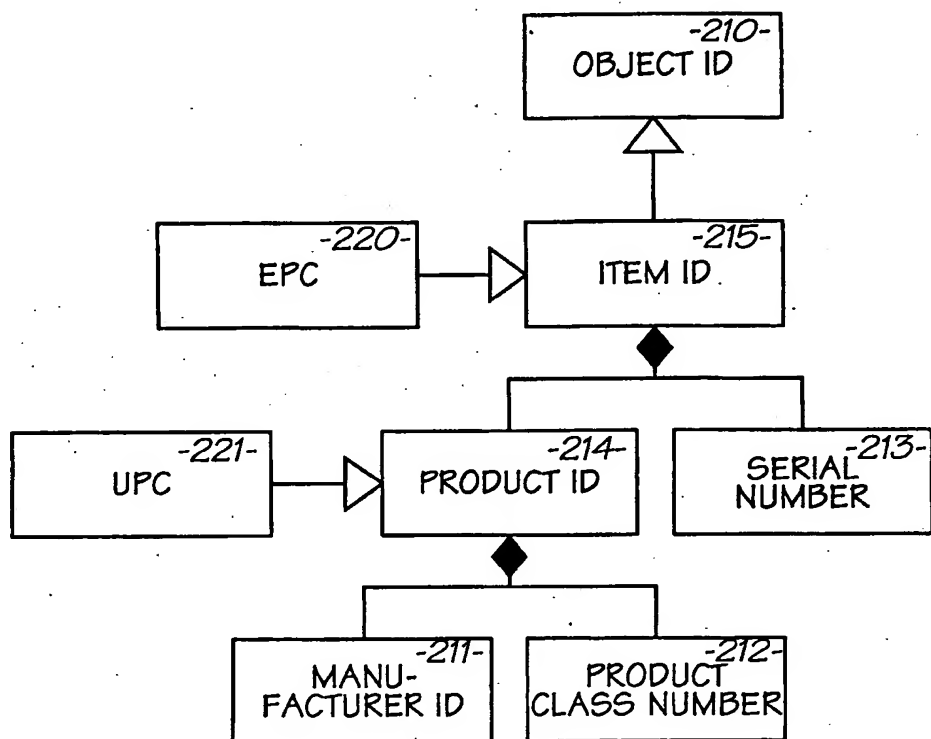 -210-
OBJECT ID
-220-
EPC
-215-
ITEM ID
-221-
UPC
-214-
PRODUCT ID
-213-
SERIAL
NUMBER
-211-
MANU-
FACTURER ID
-212-
PRODUCT
CLASS NUMBER